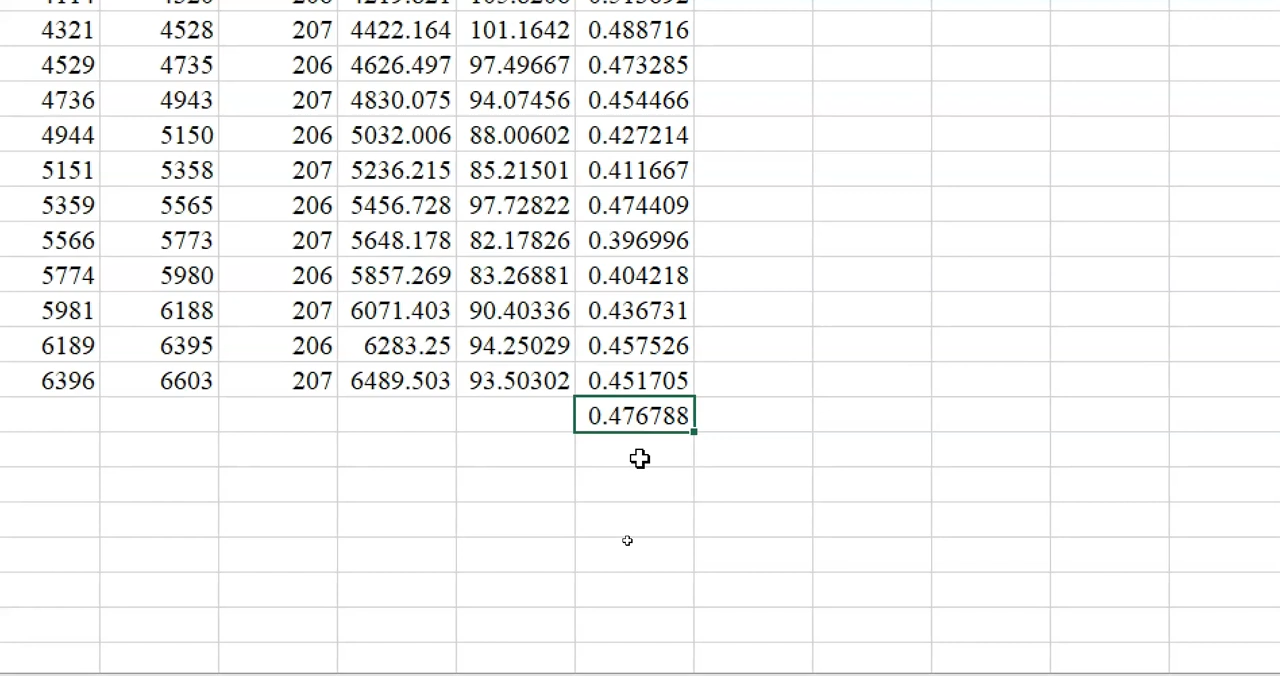 4321 4528 207 4422.164 101.1642 0.488716
4529 4735 206 4626.497 97.49667 0.473285
4736 4943 207 4830.075 94.07456 0.454466
4944 5150 206 5032.006 88.00602 0.427214
5151 5358 207 5236.215 85.21501 0.411667
5359 5565 206 5456.728 97.72822 0.474409
5566 5773 207 5648.178 82.17826 0.396996
5774 5980 206 5857.269 83.26881 0.404218
5981 6188 207 6071.403 90.40336 0.436731
6189 6395 206 6283.25 94.25029 0.457526
6396 6603 207 6489.503 93.50302 0.451705
0.476788